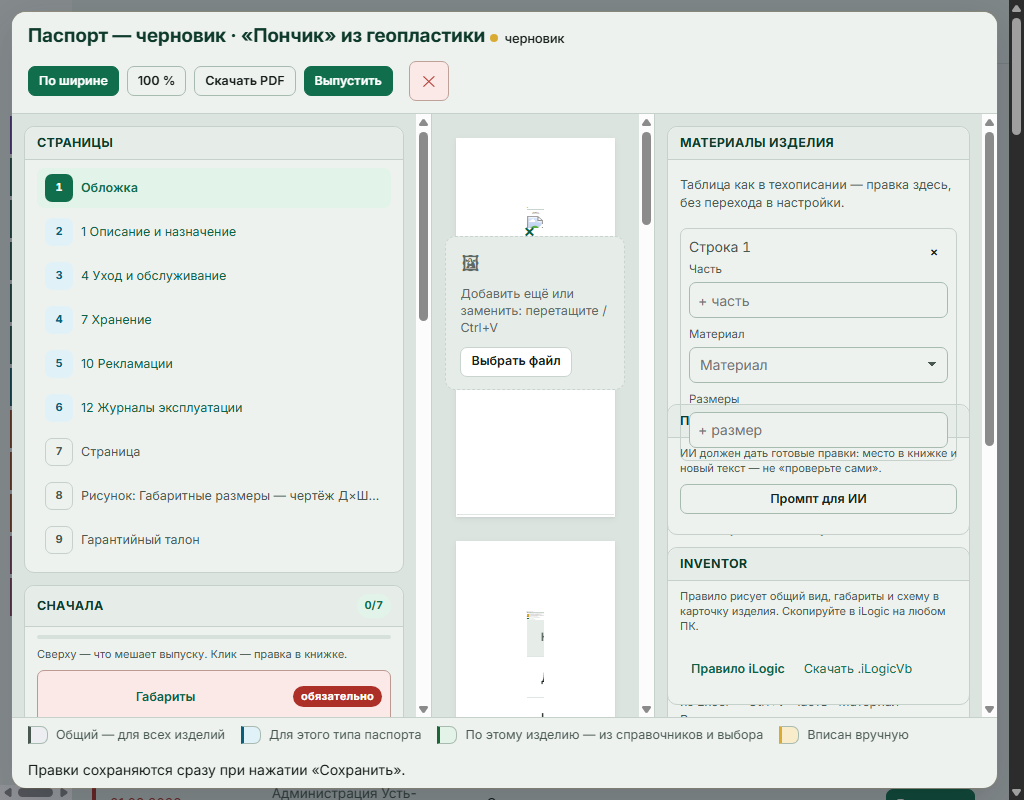 Паспорт — черновик · «Пончик» из геопластики
черновик
По ширине
100 %
Скачать PDF
Выпустить
СТРАНИЦЫ
1 Обложка
2 1 Описание и назначение
3 4 Уход и обслуживание
4 7 Хранение
5 10 Рекламации
6 12 Журналы эксплуатации
7 Страница
8 Рисунок: Габаритные размеры — чертёж Д×Ш...
9 Гарантийный талон
СНАЧАЛА
0/7
Сверху — что мешает выпуску. Клик — правка в книжке.
Габариты
обязательно
Добавить ещё или
заменить: перетащите /
Ctrl+V
Выбрать файл
МАТЕРИАЛЫ ИЗДЕЛИЯ
Таблица как в техописании — правка здесь,
без перехода в настройки.
Строка 1
×
Часть
+ часть
Материал
Материал
Размеры
+ размер
ИИ должен дать готовые правки: место в книжке и
новый текст — не «проверьте сами».
Промпт для ИИ
INVENTOR
Правило рисует общий вид, габариты и схему в
карточку изделия. Скопируйте в iLogic на любом
ПК.
Правило iLogic
Скачать .iLogicVb
Общий — для всех изделий
Для этого типа паспорта
По этому изделию — из справочников и выбора
Вписан вручную
Правки сохраняются сразу при нажатии «Сохранить».
Администрация Усть-